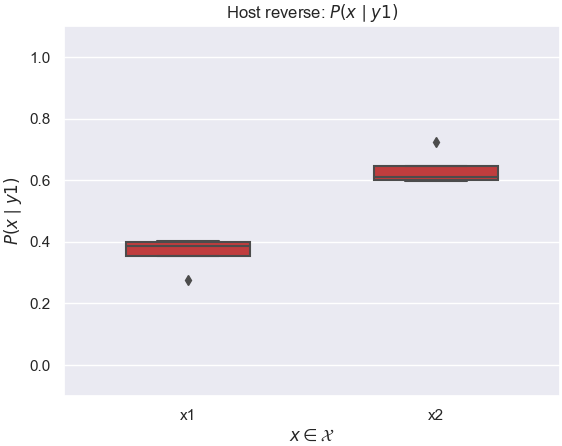 Host reverse: P(x | y1)
P(x | y1)
1.0
0.8
0.6
0.4
0.2
0.0
x1 x2
x ∈ 𝒳